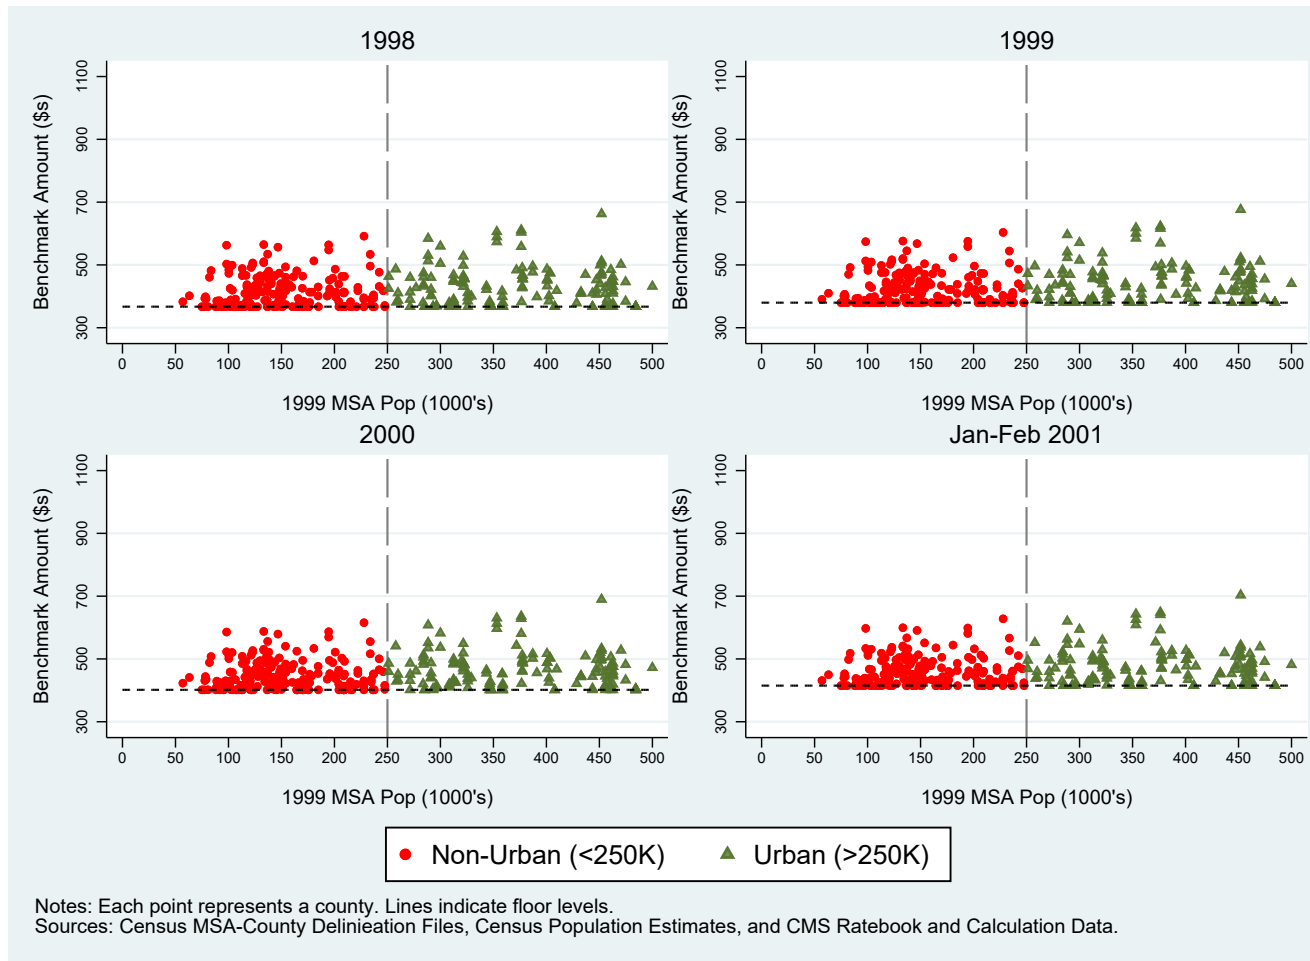 1998
1999
Benchmark Amount ($s)
1100
900
700
500
300
0 50 100 150 200 250 300 350 400 450 500
1999 MSA Pop (1000's)
Benchmark Amount ($s)
1100
900
700
500
300
0 50 100 150 200 250 300 350 400 450 500
1999 MSA Pop (1000's)
2000
Jan-Feb 2001
Benchmark Amount ($s)
1100
900
700
500
300
0 50 100 150 200 250 300 350 400 450 500
1999 MSA Pop (1000's)
Benchmark Amount ($s)
1100
900
700
500
300
0 50 100 150 200 250 300 350 400 450 500
1999 MSA Pop (1000's)
Non-Urban (<250K) Urban (>250K)
Notes: Each point represents a county. Lines indicate floor levels.
Sources: Census MSA-County Delinieation Files, Census Population Estimates, and CMS Ratebook and Calculation Data.